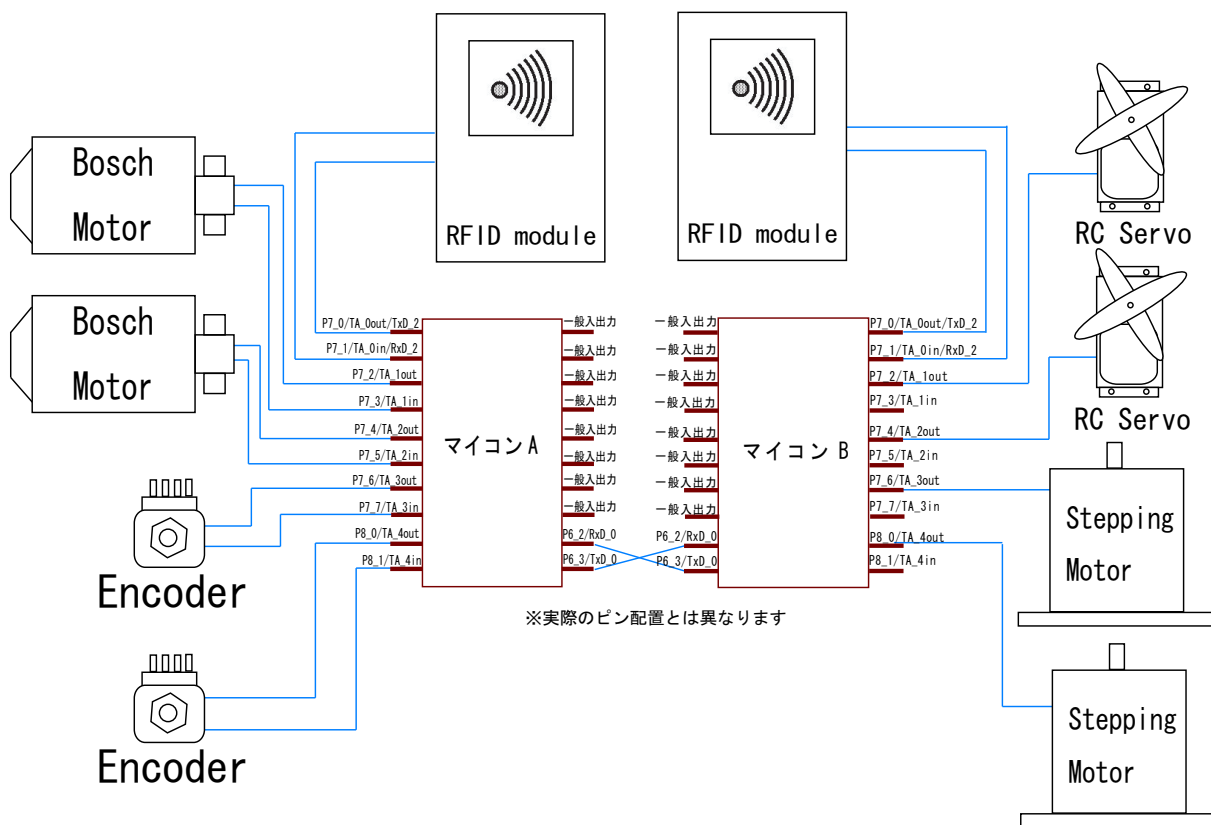 RFID module
RFID module
Bosch
Motor
RC Servo
Bosch
Motor
RC Servo
P7_0/TA_0out/TxD_2
P7_1/TA_0in/RxD_2
P7_2/TA_1out
P7_3/TA_1in
P7_4/TA_2out
P7_5/TA_2in
P7_6/TA_3out
P7_7/TA_3in
P8_0/TA_4out
P8_1/TA_4in
マイコンA
一般入出力
一般入出力
一般入出力
一般入出力
一般入出力
一般入出力
一般入出力
一般入出力
P6_2/RxD_0
P6_3/TxD_0
一般入出力
一般入出力
一般入出力
一般入出力
一般入出力
一般入出力
一般入出力
一般入出力
P6_2/RxD_0
P6_3/TxD_0
マイコンB
P7_0/TA_0out/TxD_2
P7_1/TA_0in/RxD_2
P7_2/TA_1out
P7_3/TA_1in
P7_4/TA_2out
P7_5/TA_2in
P7_6/TA_3out
P7_7/TA_3in
P8_0/TA_4out
P8_1/TA_4in
Encoder
Encoder
※実際のピン配置とは異なります
Stepping
Motor
Stepping
Motor